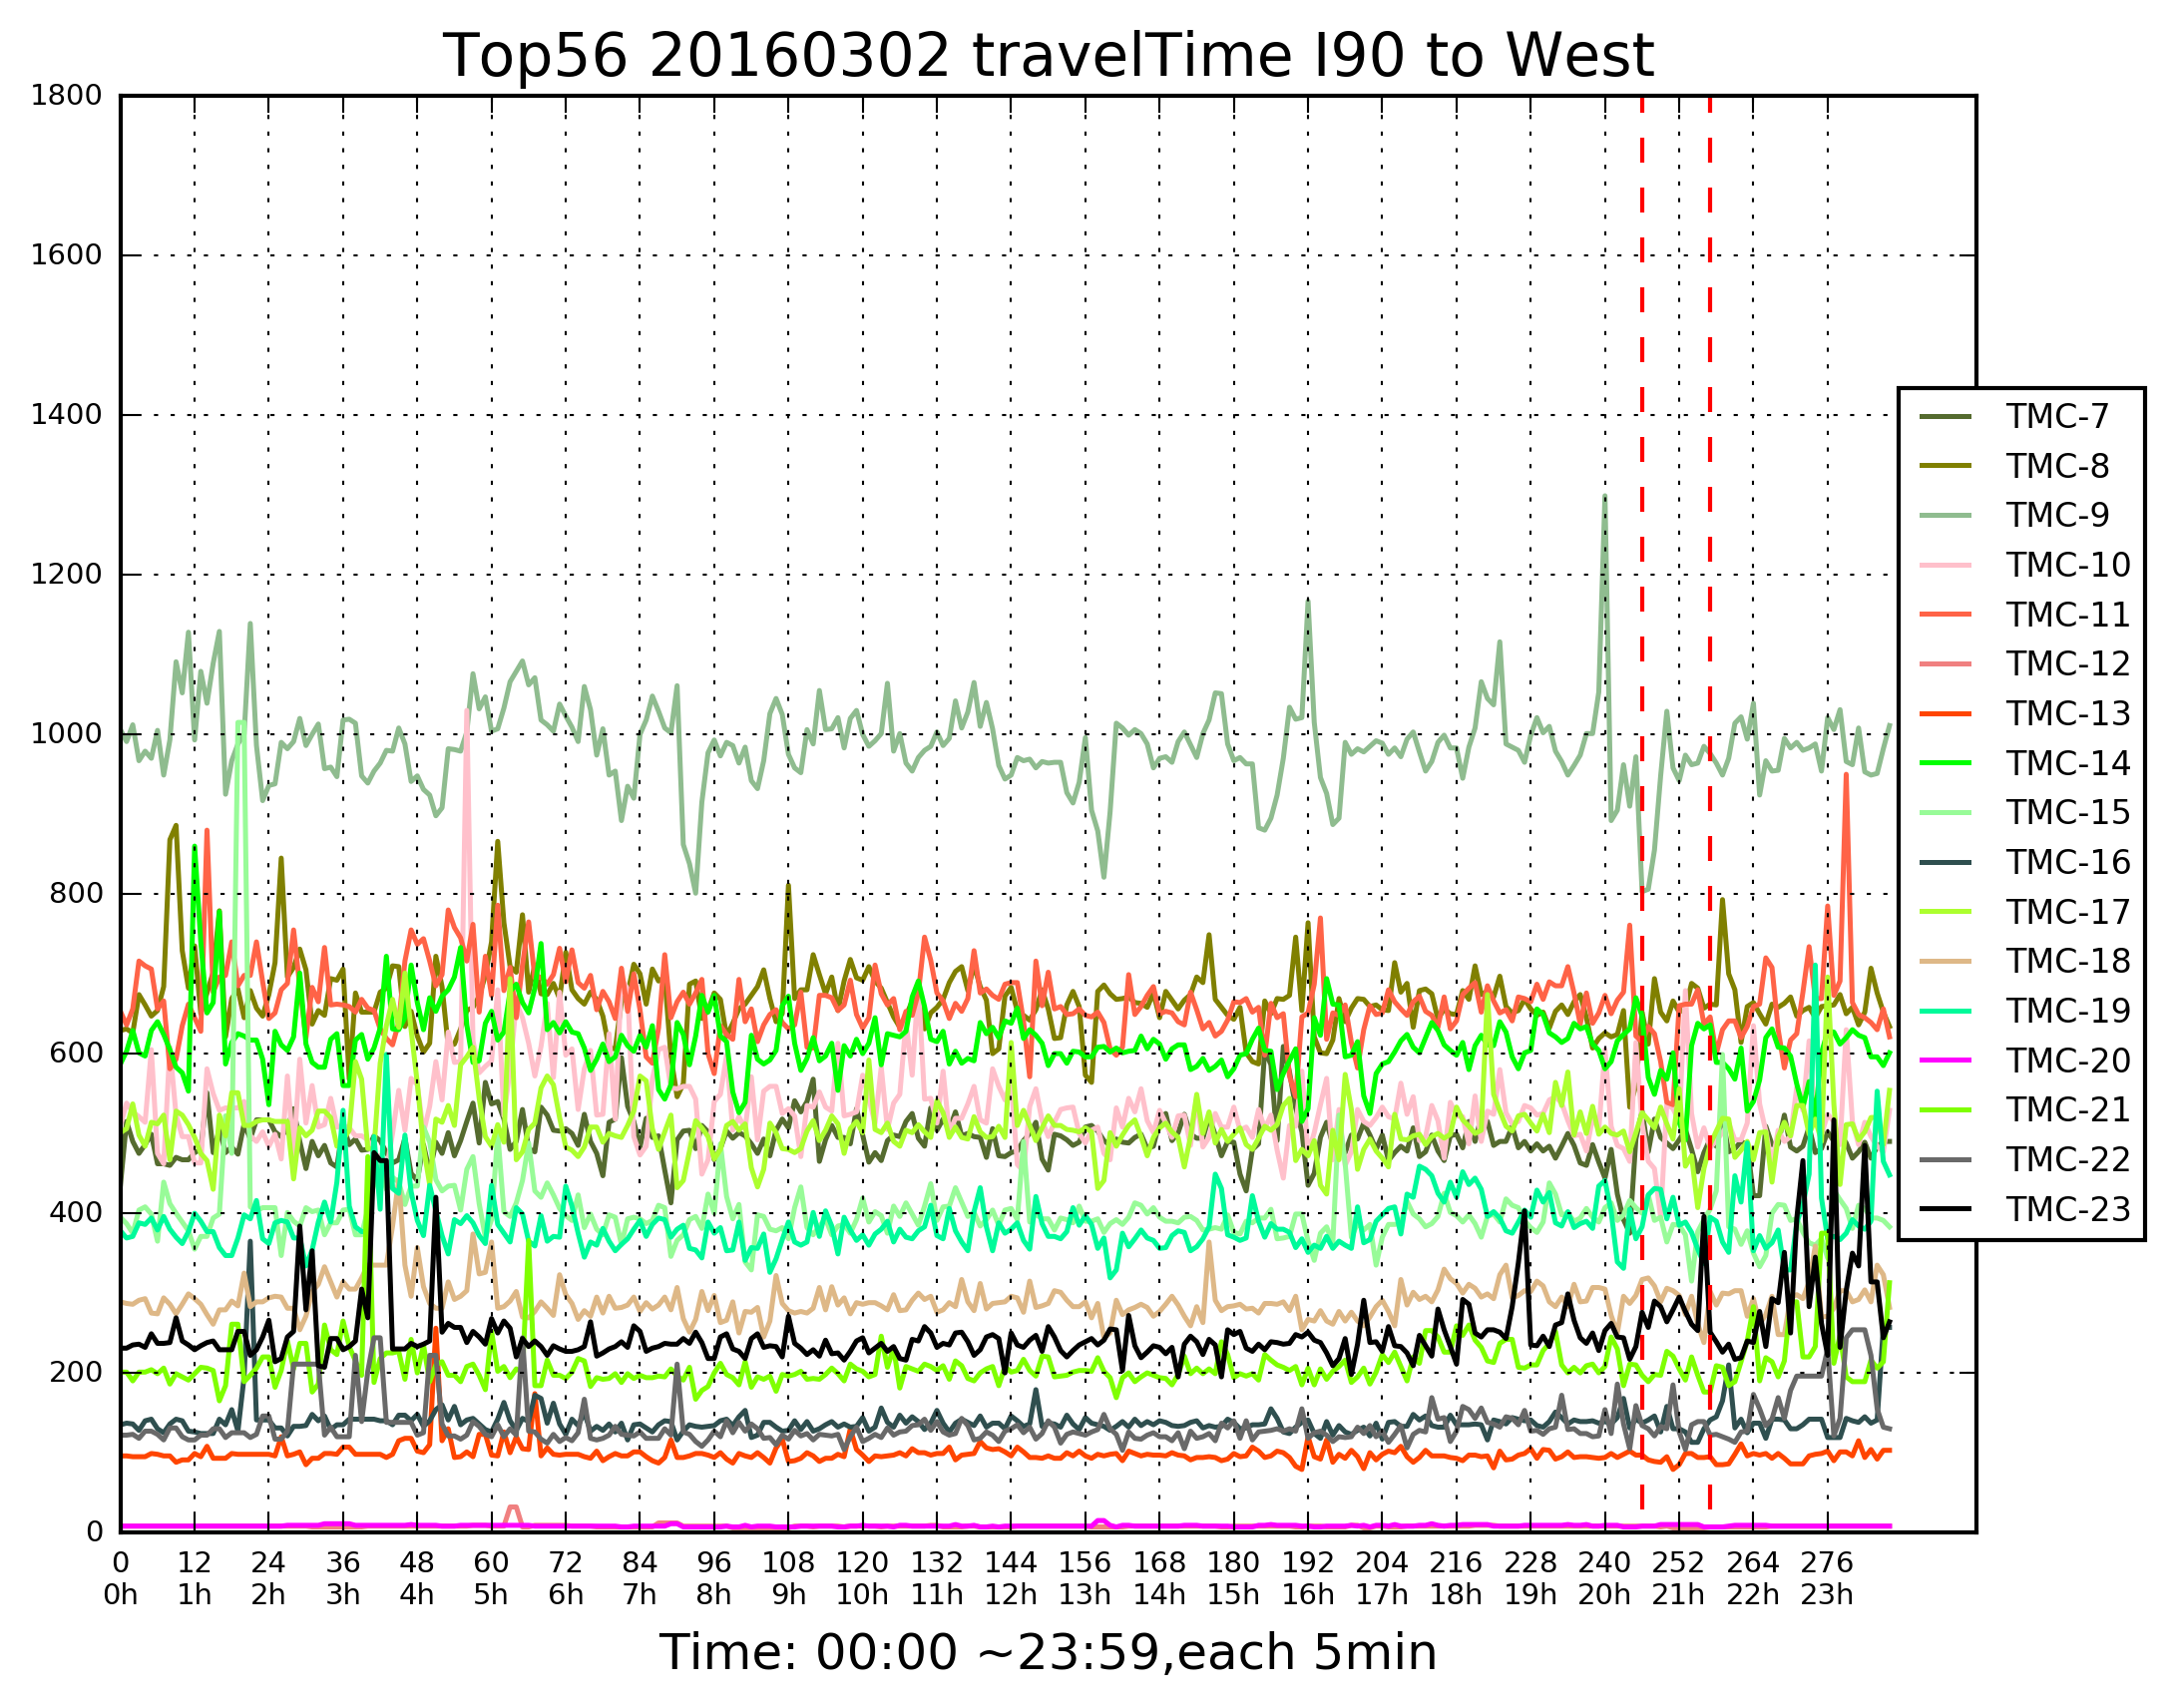 Top56 20160302 travelTime I90 to West
1800
1600
1400
1200
1000
800
600
400
200
0
TMC-7
TMC-8
TMC-9
TMC-10
TMC-11
TMC-12
TMC-13
TMC-14
TMC-15
TMC-16
TMC-17
TMC-18
TMC-19
TMC-20
TMC-21
TMC-22
TMC-23
0 12 24 36 48 60 72 84 96 108 120 132 144 156 168 180 192 204 216 228 240 252 264 276
0h 1h 2h 3h 4h 5h 6h 7h 8h 9h 10h 11h 12h 13h 14h 15h 16h 17h 18h 19h 20h 21h 22h 23h
Time: 00:00 ~23:59,each 5min